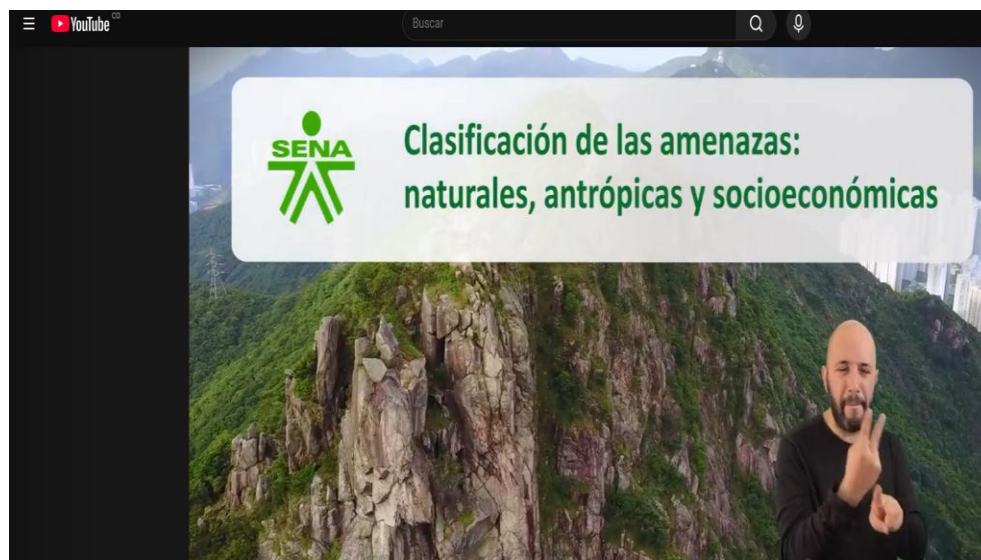 YouTube CO
Buscar
SENA
Clasificación de las amenazas:
naturales, antrópicas y socioeconómicas